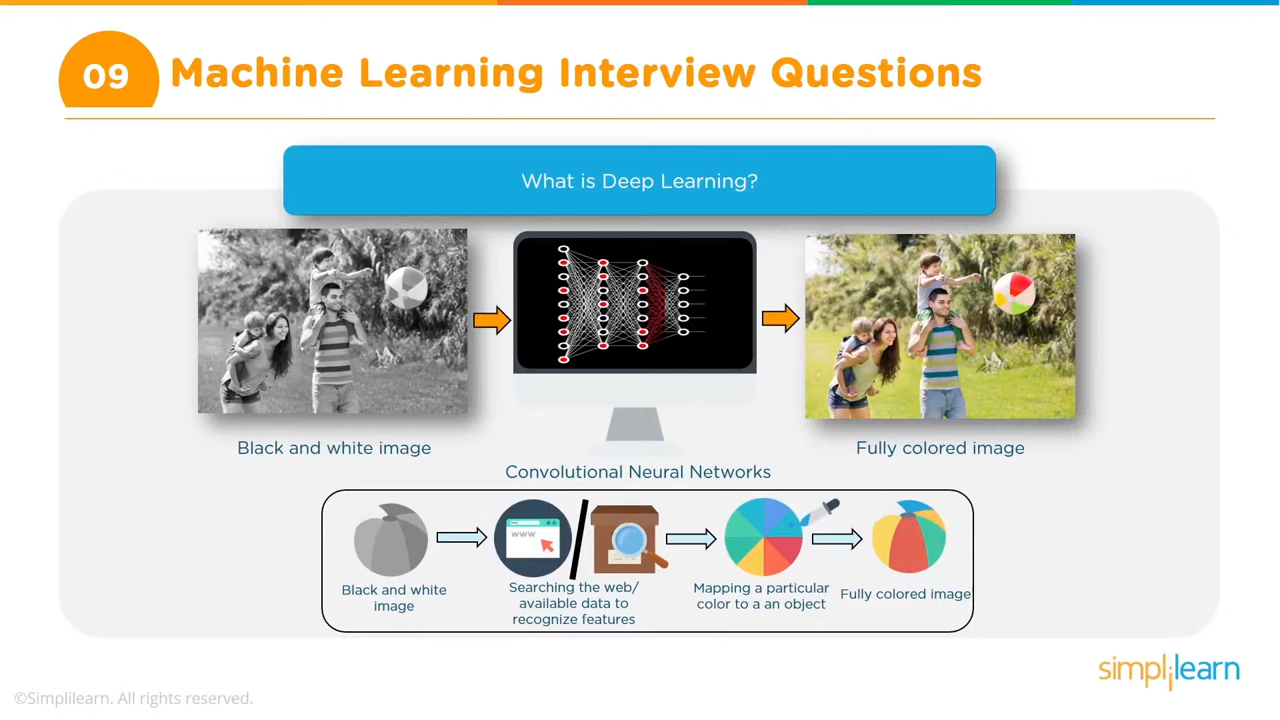 09
Machine Learning Interview Questions
What is Deep Learning?
Black and white image
Fully colored image
Convolutional Neural Networks
www
Black and white
image
Searching the web/
available data to
recognize features
Mapping a particular
color to a an object
Fully colored image
simplilearn
©Simplilearn. All rights reserved.